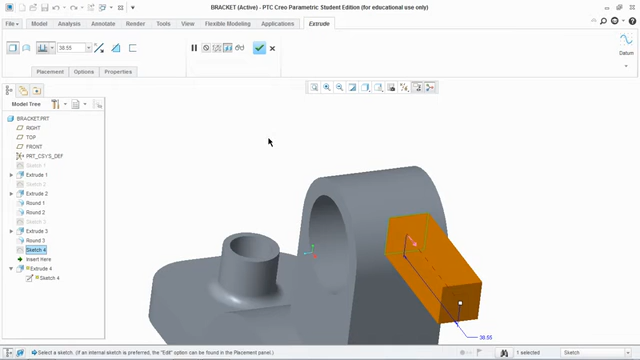 BRACKET (Active) - PTC Creo Parametric Student Edition (for educational use only)
File Model Analysis Annotate Render Tools View Flexible Modeling Applications Extrude
38.55
Datum
Placement Options Properties
Model Tree
BRACKET.PRT
RIGHT
TOP
FRONT
PRT_CSYS_DEF
Sketch 1
Extrude 1
Sketch 2
Extrude 2
Round 1
Round 2
Sketch 3
Extrude 3
Round 3
Sketch 4
Insert Here
Extrude 4
Sketch 4
38.55
Select a sketch. (If an internal sketch is preferred, the "Edit" option can be found in the Placement panel.)
1 selected
Select